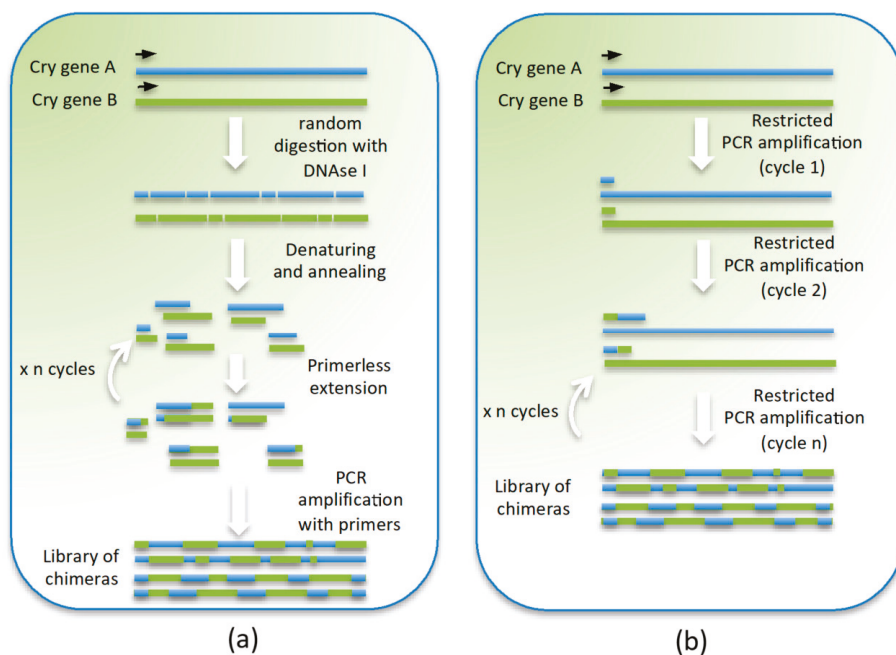 Cry gene A
Cry gene B
random
digestion with
DNAse I
Denaturing
and annealing
x n cycles
Primerless
extension
PCR
amplification
with primers
Library of
chimeras
(a)
Cry gene A
Cry gene B
Restricted
PCR amplification
(cycle 1)
Restricted
PCR amplification
(cycle 2)
x n cycles
Restricted
PCR amplification
(cycle n)
Library of
chimeras
(b)